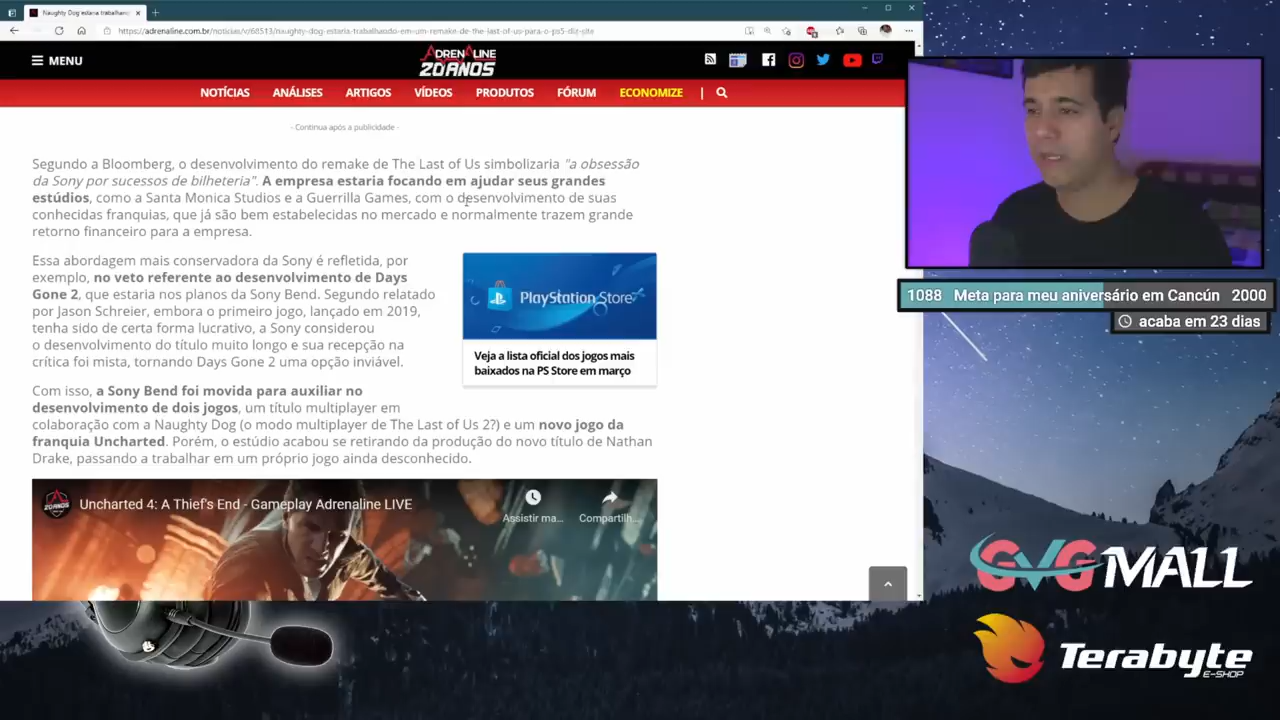 Naughty Dog estaria trabalhan
https://adrenaline.com.br/noticias/v/68513/naughty-dog-estaria-trabalhando-em-um-remake-de-the-last-of-us-para-o-ps5-diz-site
MENU
ADRENALINE
20 ANOS
NOTÍCIAS ANÁLISES ARTIGOS VÍDEOS PRODUTOS FÓRUM ECONOMIZE
- Continua após a publicidade -
Segundo a Bloomberg, o desenvolvimento do remake de The Last of Us simbolizaria "a obsessão
da Sony por sucessos de bilheteria". A empresa estaria focando em ajudar seus grandes
estúdios, como a Santa Monica Studios e a Guerrilla Games, com o desenvolvimento de suas
conhecidas franquias, que já são bem estabelecidas no mercado e normalmente trazem grande
retorno financeiro para a empresa.
Essa abordagem mais conservadora da Sony é refletida, por
exemplo, no veto referente ao desenvolvimento de Days
Gone 2, que estaria nos planos da Sony Bend. Segundo relatado
por Jason Schreier, embora o primeiro jogo, lançado em 2019,
tenha sido de certa forma lucrativo, a Sony considerou
o desenvolvimento do título muito longo e sua recepção na
crítica foi mista, tornando Days Gone 2 uma opção inviável.
PlayStation Store
Veja a lista oficial dos jogos mais
baixados na PS Store em março
Com isso, a Sony Bend foi movida para auxiliar no
desenvolvimento de dois jogos, um título multiplayer em
colaboração com a Naughty Dog (o modo multiplayer de The Last of Us 2?) e um novo jogo da
franquia Uncharted. Porém, o estúdio acabou se retirando da produção do novo título de Nathan
Drake, passando a trabalhar em um próprio jogo ainda desconhecido.
20 ANOS
Uncharted 4: A Thief's End - Gameplay Adrenaline LIVE
Assistir ma... Compartilh...
1088 Meta para meu aniversário em Cancún 2000
acaba em 23 dias
GVGMALL
Terabyte
E-SHOP